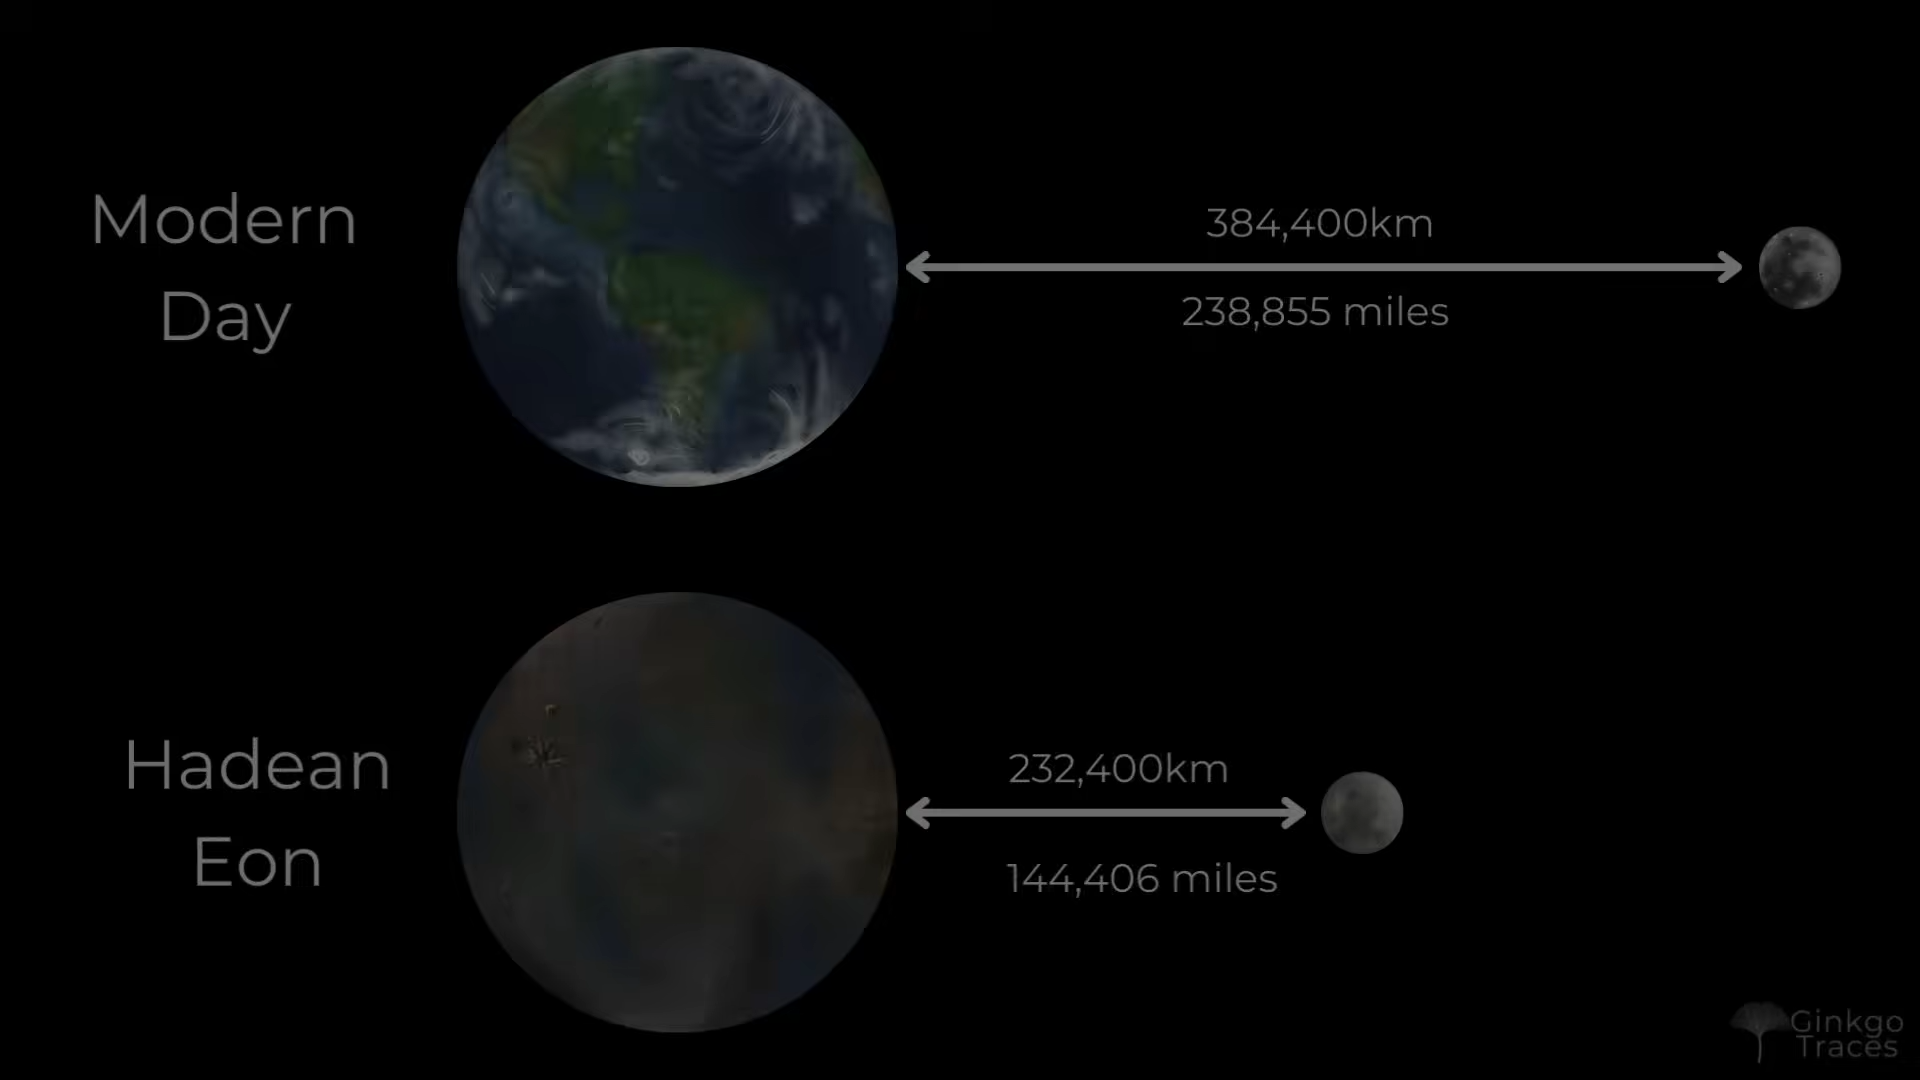 Modern
Day
384,400km
238,855 miles
Hadean
Eon
232,400km
144,406 miles
Ginkgo
Traces